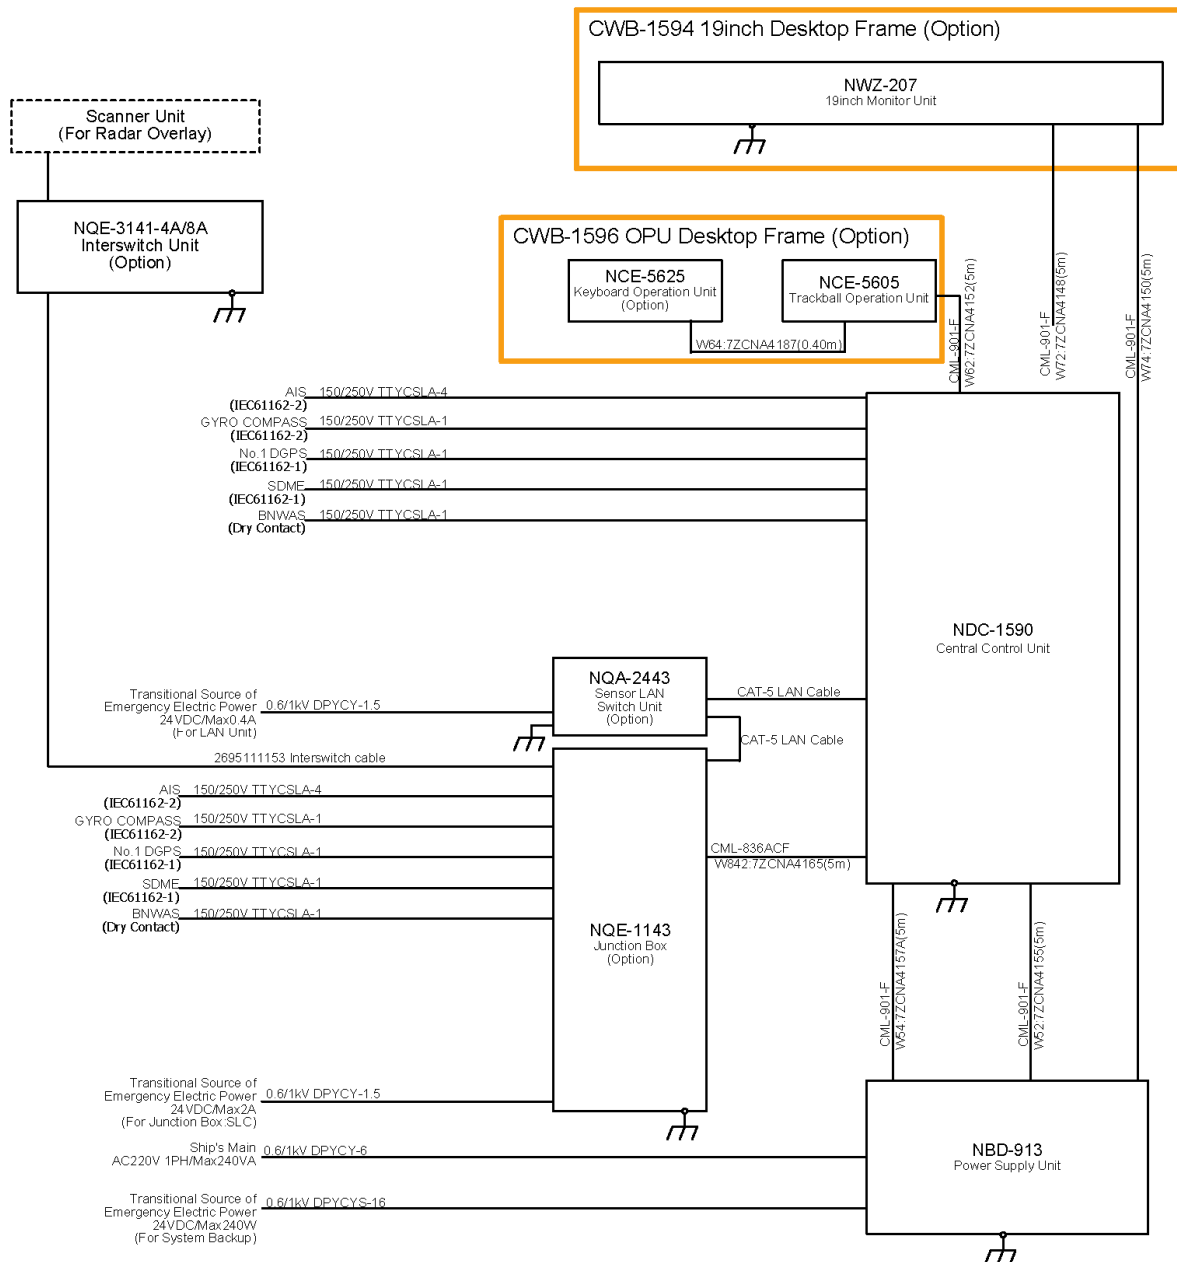 CWB-1594 19inch Desktop Frame (Option)
NWZ-207
19inch Monitor Unit
Scanner Unit
(For Radar Overlay)
NQE-3141-4A/8A
Interswitch Unit
(Option)
CWB-1596 OPU Desktop Frame (Option)
NCE-5625
Keyboard Operation Unit
(Option)
NCE-5605
Trackball Operation Unit
W64:7ZCNA4187(0.40m)
CML-901-F
W62:7ZCNA4152(5m)
CML-901-F
W72:7ZCNA4148(5m)
CML-901-F
W74:7ZCNA4150(5m)
AIS 150/250V TTYCSLA-4
(IEC61162-2)
GYRO COMPASS 150/250V TTYCSLA-1
(IEC61162-2)
No.1 DGPS 150/250V TTYCSLA-1
(IEC61162-1)
SDME 150/250V TTYCSLA-1
(IEC61162-1)
BNWAS 150/250V TTYCSLA-1
(Dry Contact)
NDC-1590
Central Control Unit
NQA-2443
Sensor LAN
Switch Unit
(Option)
CAT-5 LAN Cable
CAT-5 LAN Cable
Transitional Source of
Emergency Electric Power 0.6/1kV DPYCY-1.5
24VDC/Max0.4A
(For LAN Unit)
2695111153 Interswitch cable
AIS 150/250V TTYCSLA-4
(IEC61162-2)
GYRO COMPASS 150/250V TTYCSLA-1
(IEC61162-2)
No.1 DGPS 150/250V TTYCSLA-1
(IEC61162-1)
SDME 150/250V TTYCSLA-1
(IEC61162-1)
BNWAS 150/250V TTYCSLA-1
(Dry Contact)
CML-836ACF
W842:7ZCNA4165(5m)
NQE-1143
Junction Box
(Option)
CML-901-F
W54:7ZCNA4157A(5m)
CML-901-F
W52:7ZCNA4155(5m)
Transitional Source of
Emergency Electric Power 0.6/1kV DPYCY-1.5
24VDC/Max2A
(For Junction Box:SLC)
Ship's Main 0.6/1kV DPYCY-6
AC220V 1PH/Max240VA
NBD-913
Power Supply Unit
Transitional Source of
Emergency Electric Power 0.6/1kV DPYCYS-16
24VDC/Max240W
(For System Backup)